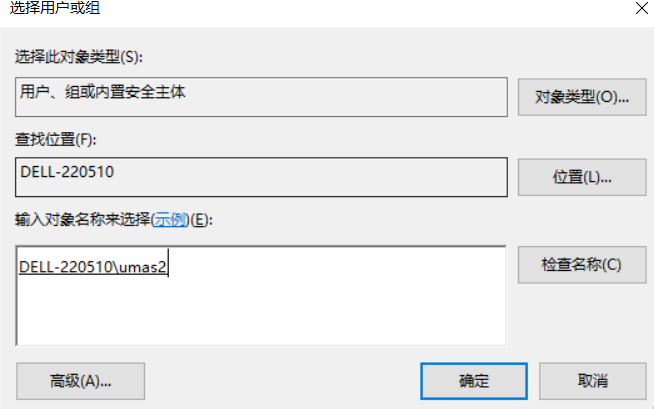 选择用户或组
选择此对象类型(S):
用户、组或内置安全主体
对象类型(O)...
查找位置(F):
DELL-220510
位置(L)...
输入对象名称来选择(示例)(E):
DELL-220510\umas2
检查名称(C)
高级(A)...
确定
取消